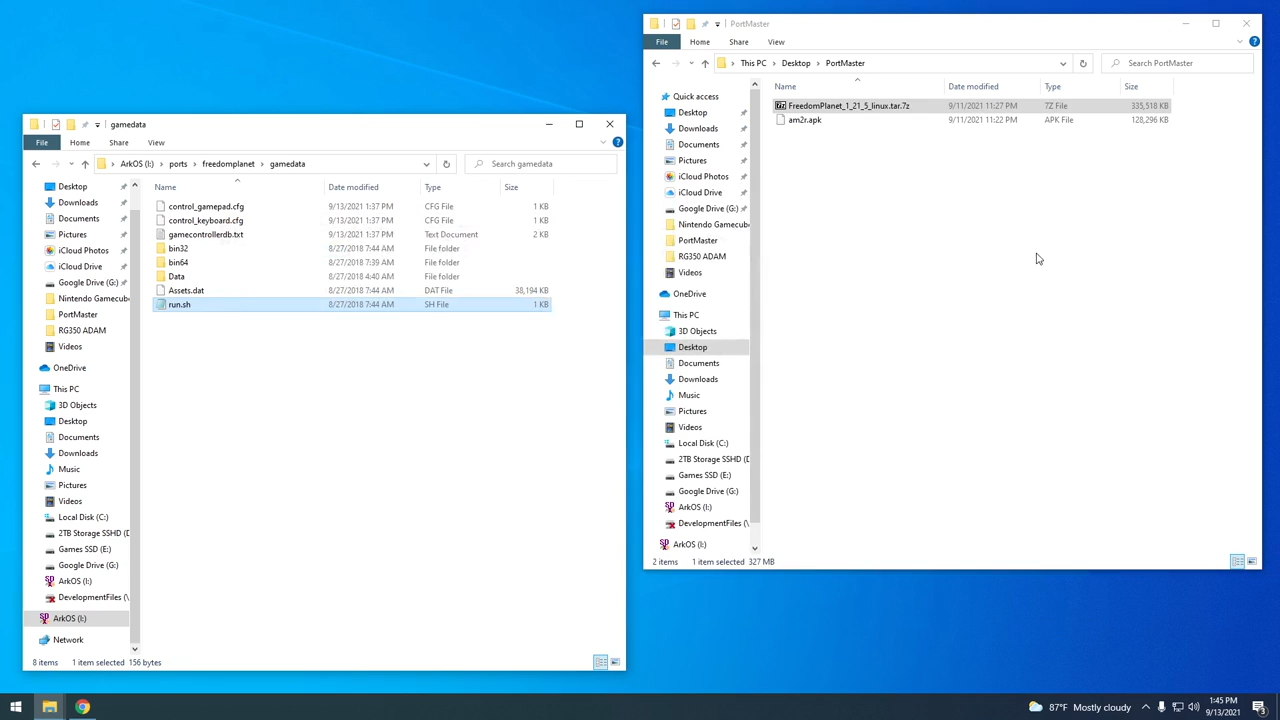 gamedata
File
Home
Share
View
ArkOS (I:)
ports
freedomplanet
gamedata
Search gamedata
Desktop
Downloads
Documents
Pictures
iCloud Photos
iCloud Drive
Google Drive (G:)
Nintendo Gamecube
PortMaster
RG350 ADAM
Videos
OneDrive
This PC
3D Objects
Desktop
Documents
Downloads
Music
Pictures
Videos
Local Disk (C:)
2TB Storage SSHD (D
Games SSD (E:)
Google Drive (G:)
ArkOS (I:)
DevelopmentFiles (\
ArkOS (I:)
Network
Name Date modified Type Size
control_gamepad.cfg 9/13/2021 1:37 PM CFG File 1 KB
control_keyboard.cfg 9/13/2021 1:37 PM CFG File 1 KB
gamecontrollerdb.txt 9/13/2021 1:37 PM Text Document 2 KB
bin32 8/27/2018 7:44 AM File folder
bin64 8/27/2018 7:39 AM File folder
Data 8/27/2018 4:40 AM File folder
Assets.dat 8/27/2018 7:44 AM DAT File 38,194 KB
run.sh 8/27/2018 7:44 AM SH File 1 KB
8 items 1 item selected 156 bytes
PortMaster
File
Home
Share
View
This PC
Desktop
PortMaster
Search PortMaster
Quick access
Desktop
Downloads
Documents
Pictures
iCloud Photos
iCloud Drive
Google Drive (G:)
Nintendo Gamecube
PortMaster
RG350 ADAM
Videos
OneDrive
This PC
3D Objects
Desktop
Documents
Downloads
Music
Pictures
Videos
Local Disk (C:)
2TB Storage SSHD (D
Games SSD (E:)
Google Drive (G:)
ArkOS (I:)
DevelopmentFiles (\
ArkOS (I:)
Name Date modified Type Size
FreedomPlanet_1_21_5_linux.tar.7z 9/11/2021 11:27 PM 7Z File 335,518 KB
am2r.apk 9/11/2021 11:22 PM APK File 128,296 KB
2 items 1 item selected 327 MB
87°F Mostly cloudy
1:45 PM
9/13/2021
3